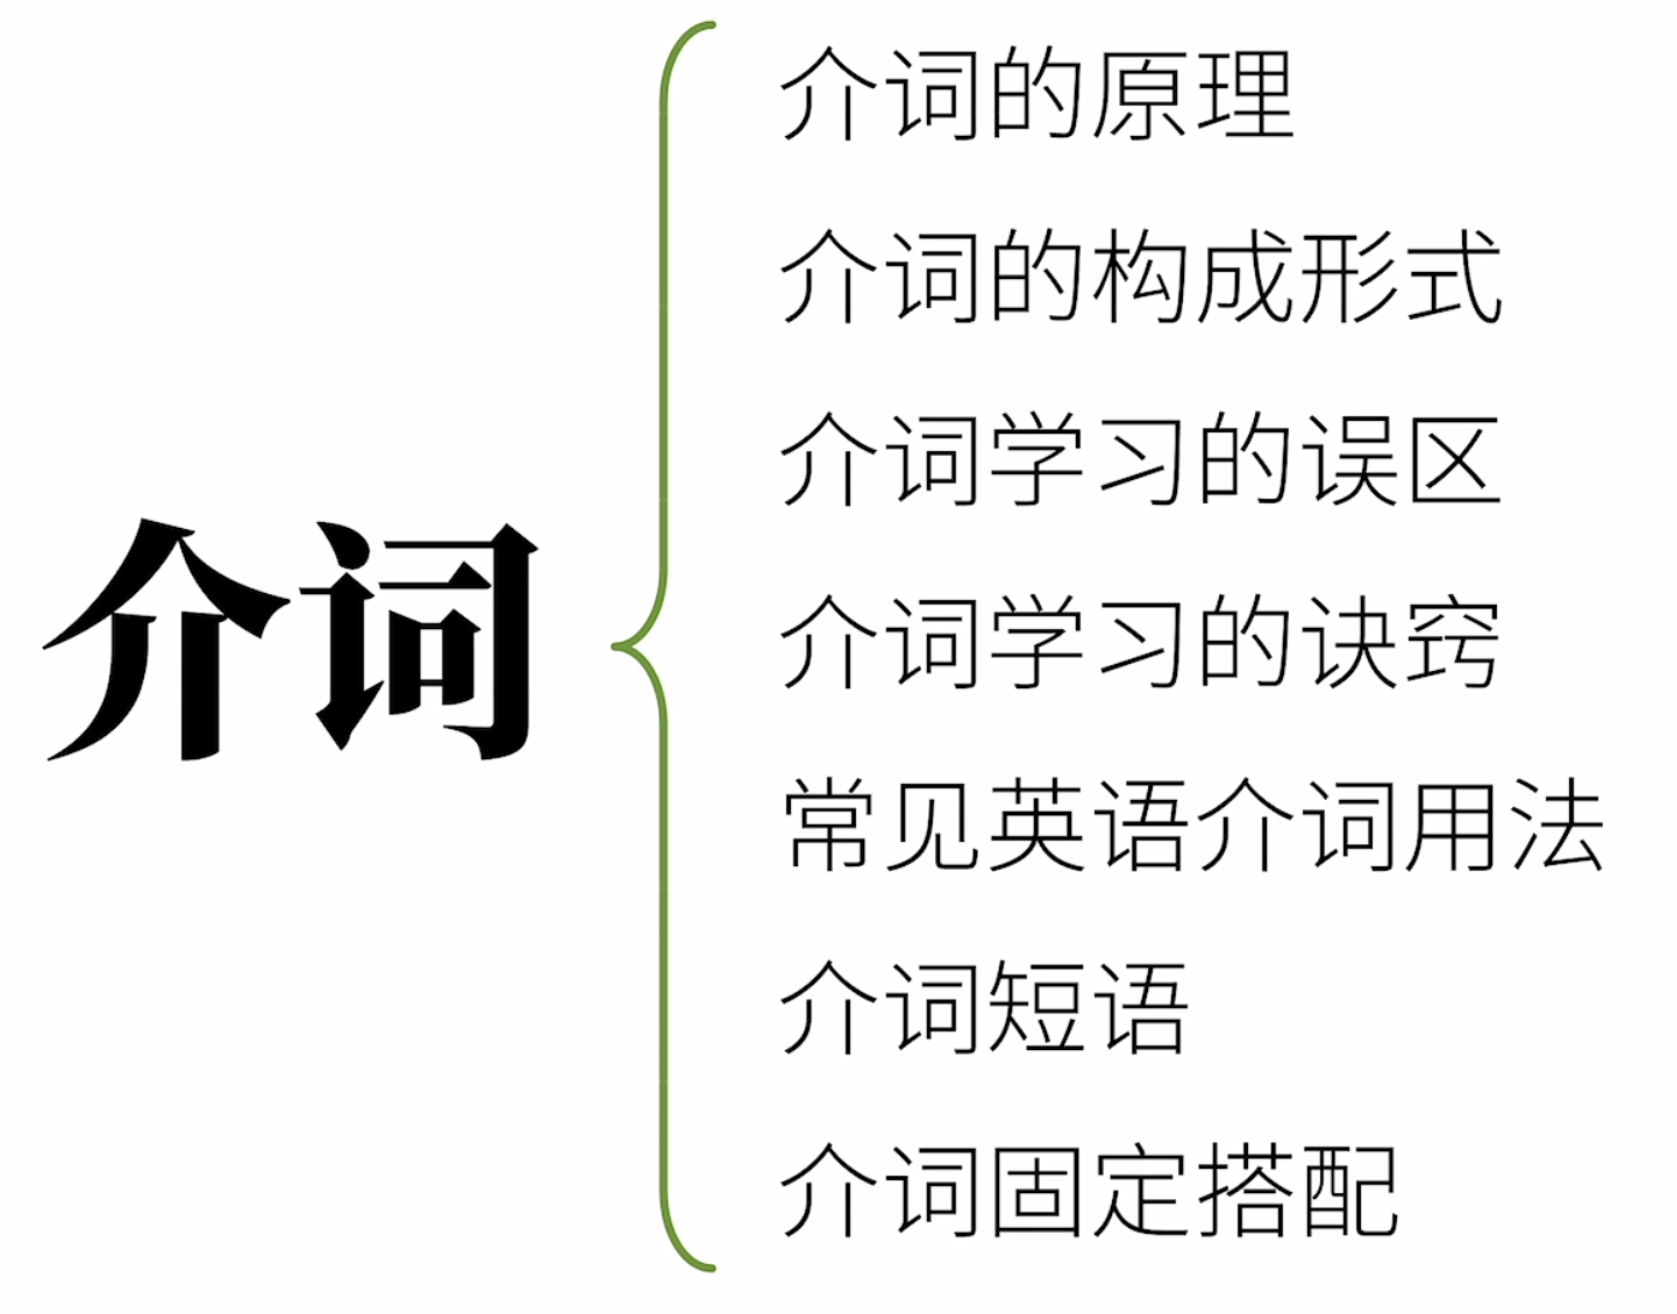 介词
介词的原理
介词的构成形式
介词学习的误区
介词学习的诀窍
常见英语介词用法
介词短语
介词固定搭配